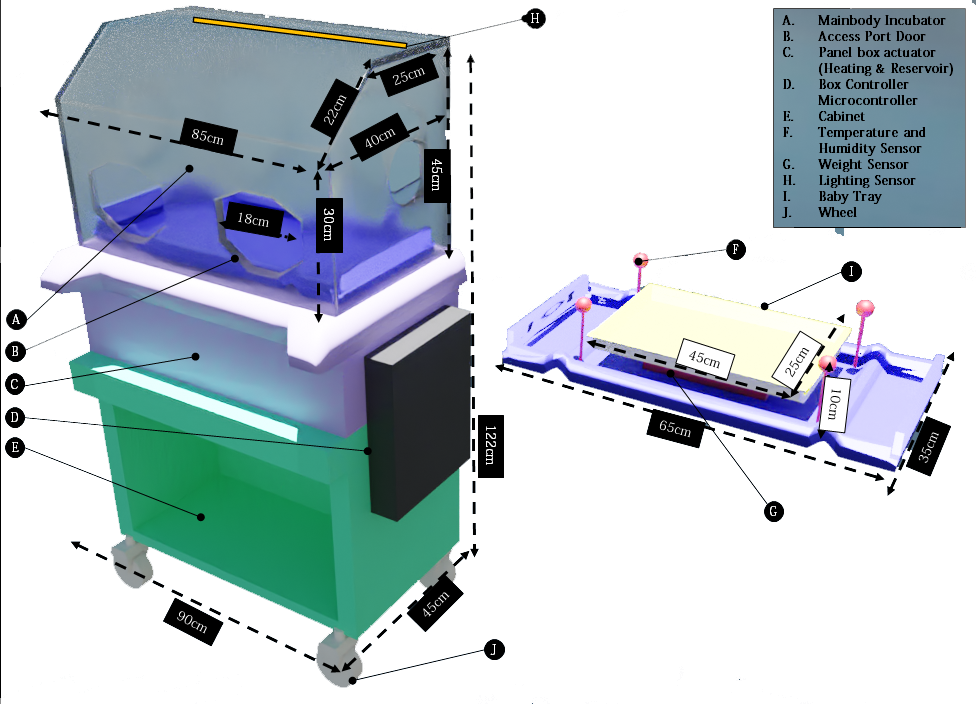 H
A. Mainbody Incubator
B. Access Port Door
C. Panel box actuator
(Heating & Reservoir)
D. Box Controller
Microcontroller
E. Cabinet
F. Temperature and
Humidity Sensor
G. Weight Sensor
H. Lighting Sensor
I. Baby Tray
J. Wheel
25cm
22cm
85cm
40cm
45cm
18cm
30cm
A
B
C
D
E
122cm
90cm
45cm
J
F
I
45cm
25cm
10cm
65cm
35cm
G